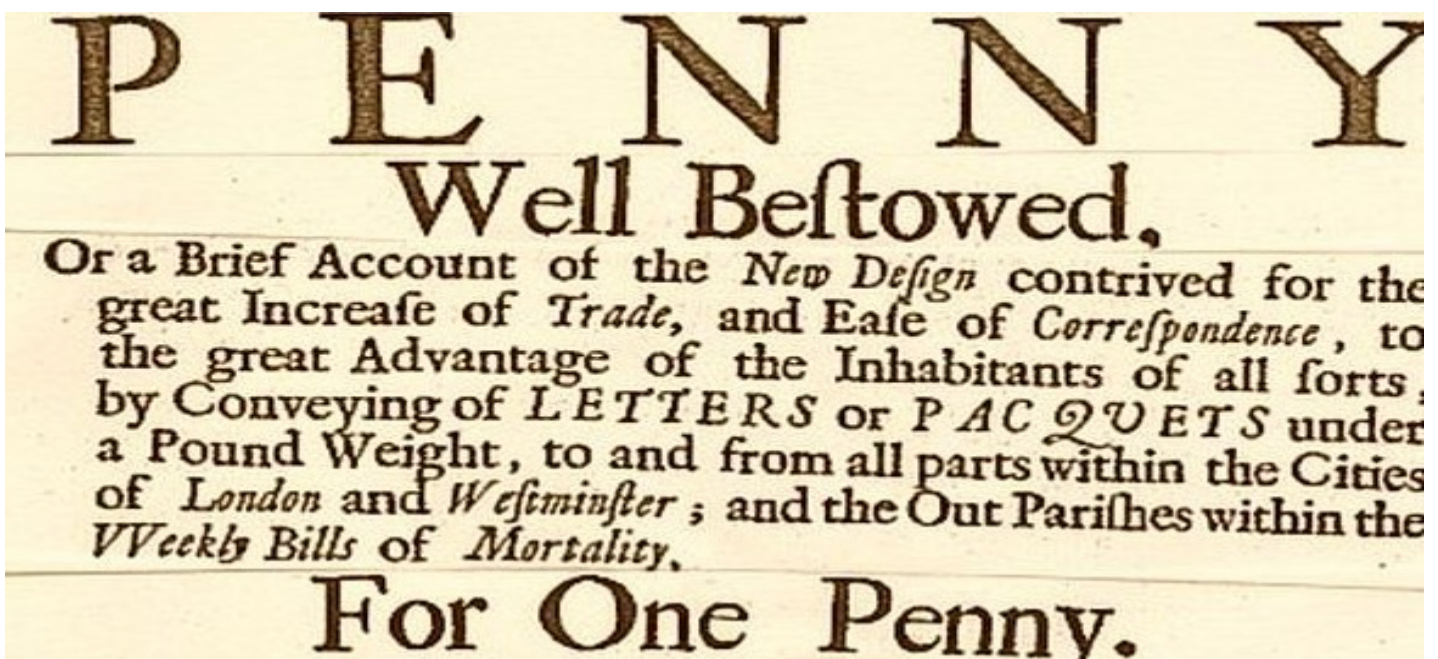 PENNY
Well Beſtowed,
Or a Brief Account of the New Deſign contrived for the
great Increaſe of Trade, and Eaſe of Correſpondence, to
the great Advantage of the Inhabitants of all ſorts,
by Conveying of LETTERS or PACQUETS under
a Pound Weight, to and from all parts within the Cities
of London and Weſtminſter; and the Out Pariſhes within the
VVeekly Bills of Mortality.
For One Penny.